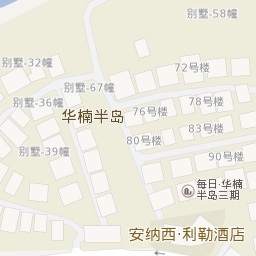 别墅-58幢
别墅-32幢
72号楼
别墅-67幢
别墅-36幢
78号楼
华楠半岛
76号楼
83号楼
80号楼
别墅-39幢
90号楼
每日·华楠
半岛三期
安纳西·利勒酒店